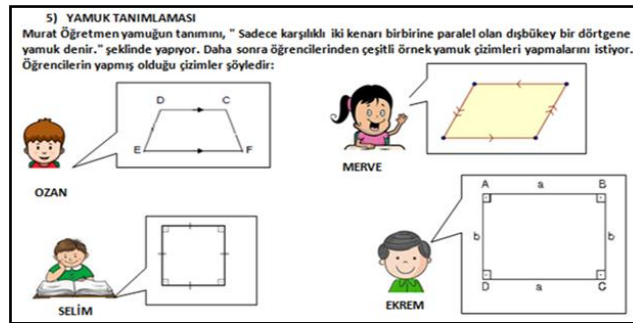 5) YAMUK TANIMLAMASI
Murat Öğretmen yamuğun tanımını, " Sadece karşılıklı iki kenarı birbirine paralel olan dışbükey bir dörtgene
yamuk denir." şeklinde yapıyor. Daha sonra öğrencilerinden çeşitli örnek yamuk çizimleri yapmalarını istiyor.
Öğrencilerin yapmış olduğu çizimler şöyledir:
D C
E F
OZAN
MERVE
A a B
b b
D a C
SELİM
EKREM